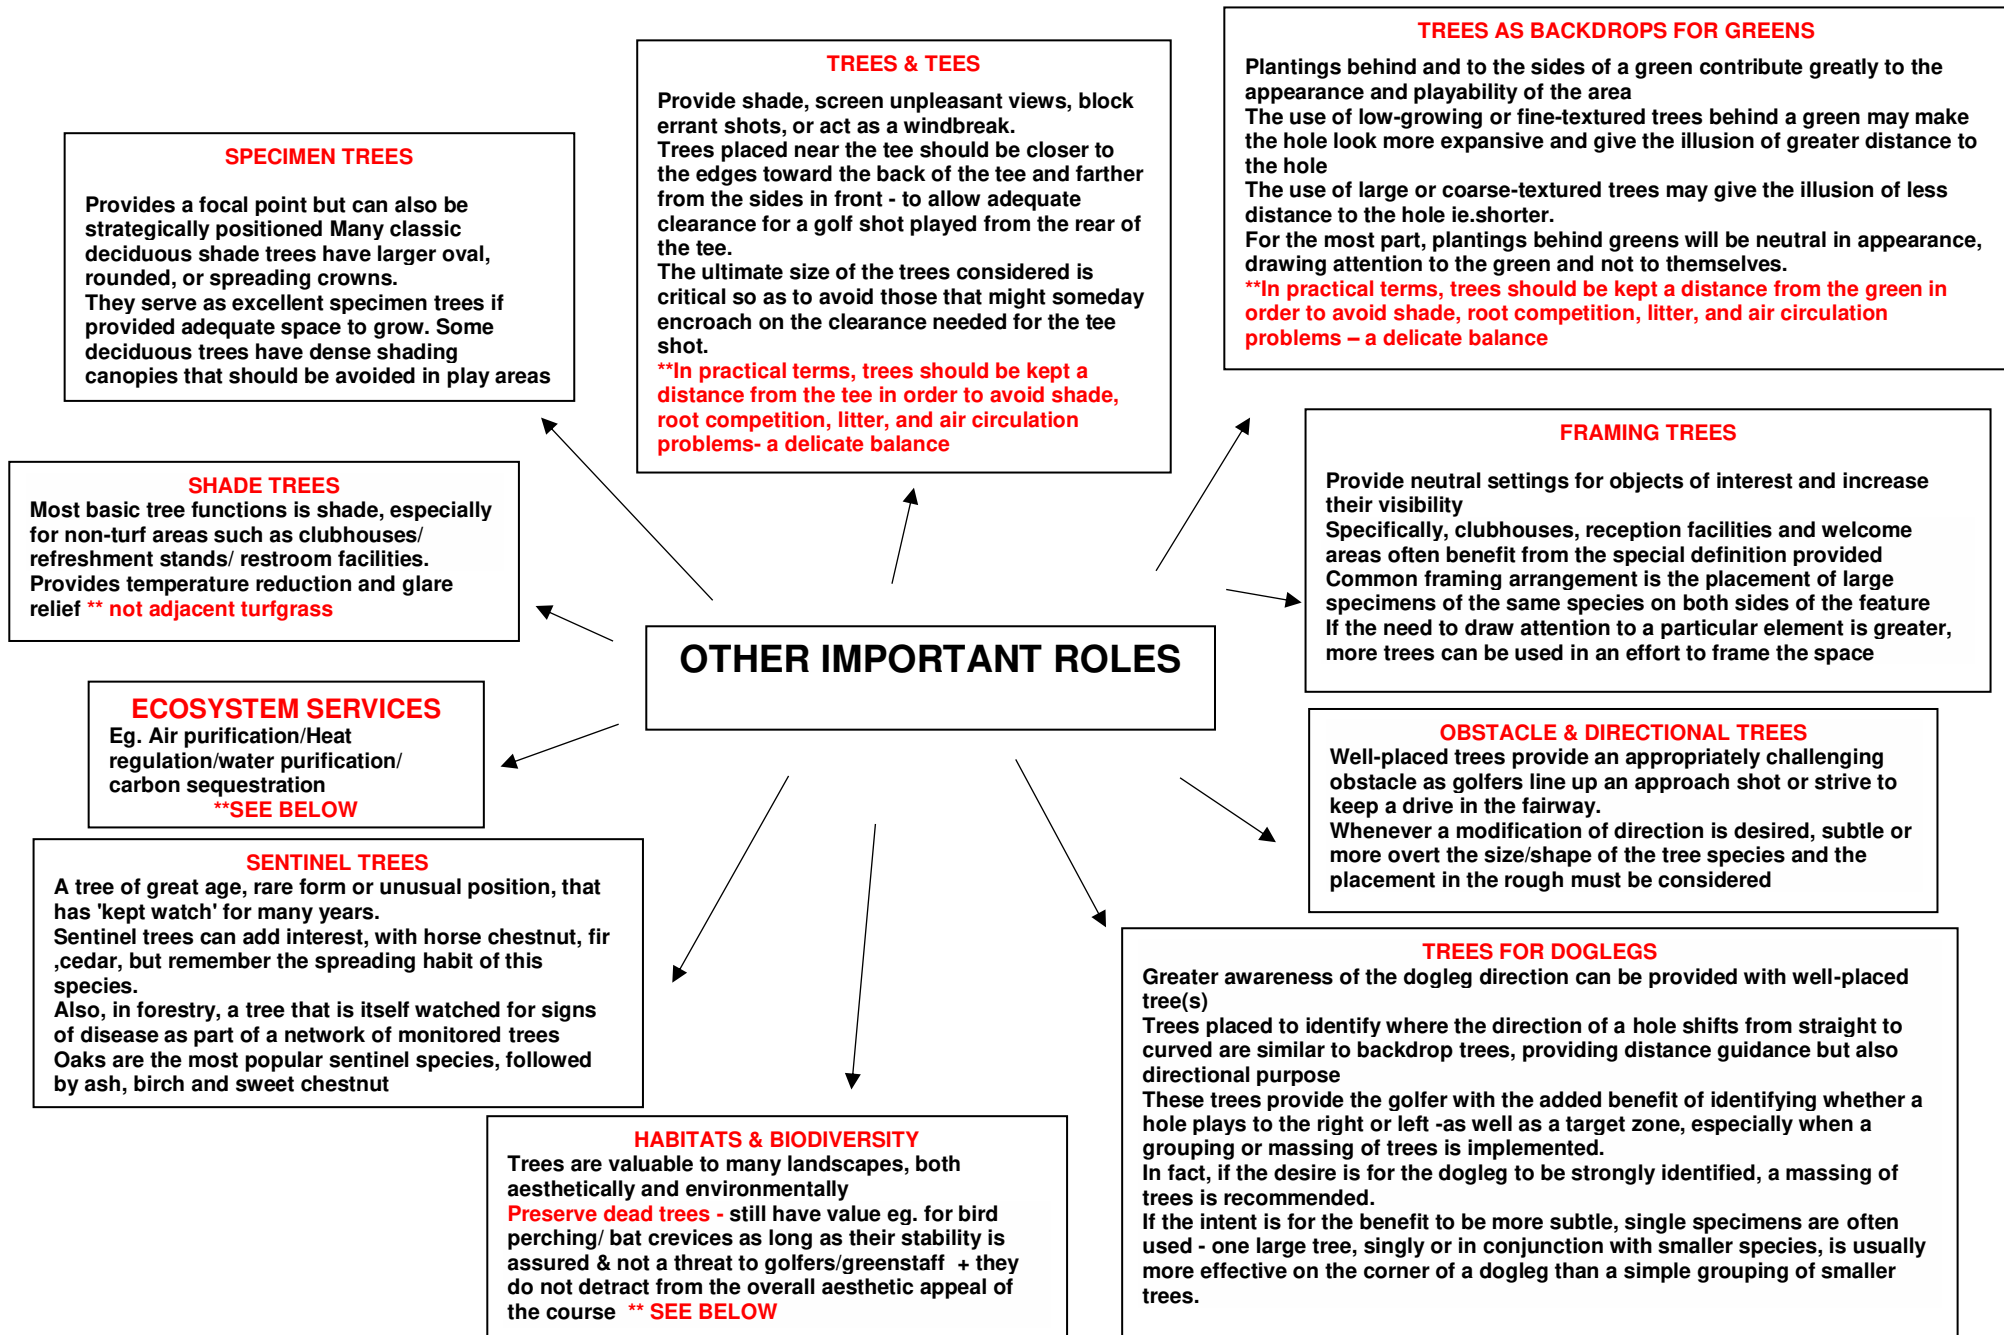 TREES AS BACKDROPS FOR GREENS
Plantings behind and to the sides of a green contribute greatly to the
appearance and playability of the area
The use of low-growing or fine-textured trees behind a green may make
the hole look more expansive and give the illusion of greater distance to
the hole
The use of large or coarse-textured trees may give the illusion of less
distance to the hole ie.shorter.
For the most part, plantings behind greens will be neutral in appearance,
drawing attention to the green and not to themselves.
**In practical terms, trees should be kept a distance from the green in
order to avoid shade, root competition, litter, and air circulation
problems – a delicate balance
TREES & TEES
Provide shade, screen unpleasant views, block
errant shots, or act as a windbreak.
Trees placed near the tee should be closer to
the edges toward the back of the tee and farther
from the sides in front - to allow adequate
clearance for a golf shot played from the rear of
the tee.
The ultimate size of the trees considered is
critical so as to avoid those that might someday
encroach on the clearance needed for the tee
shot.
**In practical terms, trees should be kept a
distance from the tee in order to avoid shade,
root competition, litter, and air circulation
problems- a delicate balance
SPECIMEN TREES
Provides a focal point but can also be
strategically positioned Many classic
deciduous shade trees have larger oval,
rounded, or spreading crowns.
They serve as excellent specimen trees if
provided adequate space to grow. Some
deciduous trees have dense shading
canopies that should be avoided in play areas
FRAMING TREES
Provide neutral settings for objects of interest and increase
their visibility
Specifically, clubhouses, reception facilities and welcome
areas often benefit from the special definition provided
Common framing arrangement is the placement of large
specimens of the same species on both sides of the feature
If the need to draw attention to a particular element is greater,
more trees can be used in an effort to frame the space
SHADE TREES
Most basic tree functions is shade, especially
for non-turf areas such as clubhouses/
refreshment stands/ restroom facilities.
Provides temperature reduction and glare
relief ** not adjacent turfgrass
OTHER IMPORTANT ROLES
ECOSYSTEM SERVICES
Eg. Air purification/Heat
regulation/water purification/
carbon sequestration
**SEE BELOW
OBSTACLE & DIRECTIONAL TREES
Well-placed trees provide an appropriately challenging
obstacle as golfers line up an approach shot or strive to
keep a drive in the fairway.
Whenever a modification of direction is desired, subtle or
more overt the size/shape of the tree species and the
placement in the rough must be considered
SENTINEL TREES
A tree of great age, rare form or unusual position, that
has 'kept watch' for many years.
Sentinel trees can add interest, with horse chestnut, fir
,cedar, but remember the spreading habit of this
species.
Also, in forestry, a tree that is itself watched for signs
of disease as part of a network of monitored trees
Oaks are the most popular sentinel species, followed
by ash, birch and sweet chestnut
TREES FOR DOGLEGS
Greater awareness of the dogleg direction can be provided with well-placed
tree(s)
Trees placed to identify where the direction of a hole shifts from straight to
curved are similar to backdrop trees, providing distance guidance but also
directional purpose
These trees provide the golfer with the added benefit of identifying whether a
hole plays to the right or left -as well as a target zone, especially when a
grouping or massing of trees is implemented.
In fact, if the desire is for the dogleg to be strongly identified, a massing of
trees is recommended.
If the intent is for the benefit to be more subtle, single specimens are often
used - one large tree, singly or in conjunction with smaller species, is usually
more effective on the corner of a dogleg than a simple grouping of smaller
trees.
HABITATS & BIODIVERSITY
Trees are valuable to many landscapes, both
aesthetically and environmentally
Preserve dead trees - still have value eg. for bird
perching/ bat crevices as long as their stability is
assured & not a threat to golfers/greenstaff + they
do not detract from the overall aesthetic appeal of
the course ** SEE BELOW